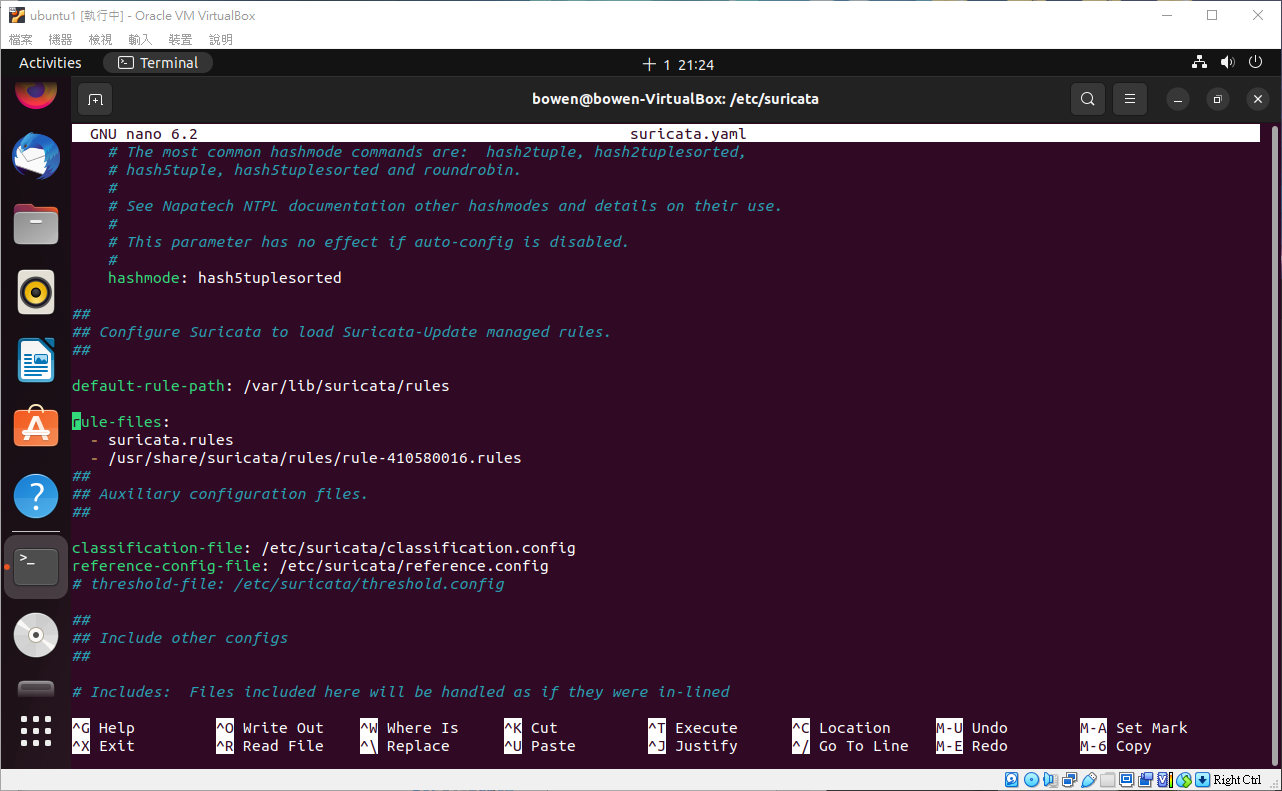 ubuntu1 [執行中] - Oracle VM VirtualBox
檔案 機器 檢視 輸入 裝置 說明
Activities Terminal 十 1 21:24
bowen@bowen-VirtualBox: /etc/suricata
GNU nano 6.2 suricata.yaml
# The most common hashmode commands are:  hash2tuple, hash2tuplesorted,
# hash5tuple, hash5tuplesorted and roundrobin.
#
# See Napatech NTPL documentation other hashmodes and details on their use.
#
# This parameter has no effect if auto-config is disabled.
#
hashmode: hash5tuplesorted
##
## Configure Suricata to load Suricata-Update managed rules.
##
default-rule-path: /var/lib/suricata/rules
rule-files:
- suricata.rules
- /usr/share/suricata/rules/rule-410580016.rules
##
## Auxiliary configuration files.
##
classification-file: /etc/suricata/classification.config
reference-config-file: /etc/suricata/reference.config
# threshold-file: /etc/suricata/threshold.config
##
## Include other configs
##
# Includes:  Files included here will be handled as if they were in-lined
^G Help ^O Write Out ^W Where Is ^K Cut ^T Execute ^C Location M-U Undo M-A Set Mark
^X Exit ^R Read File ^\ Replace ^U Paste ^J Justify ^/ Go To Line M-E Redo M-6 Copy
Right Ctrl